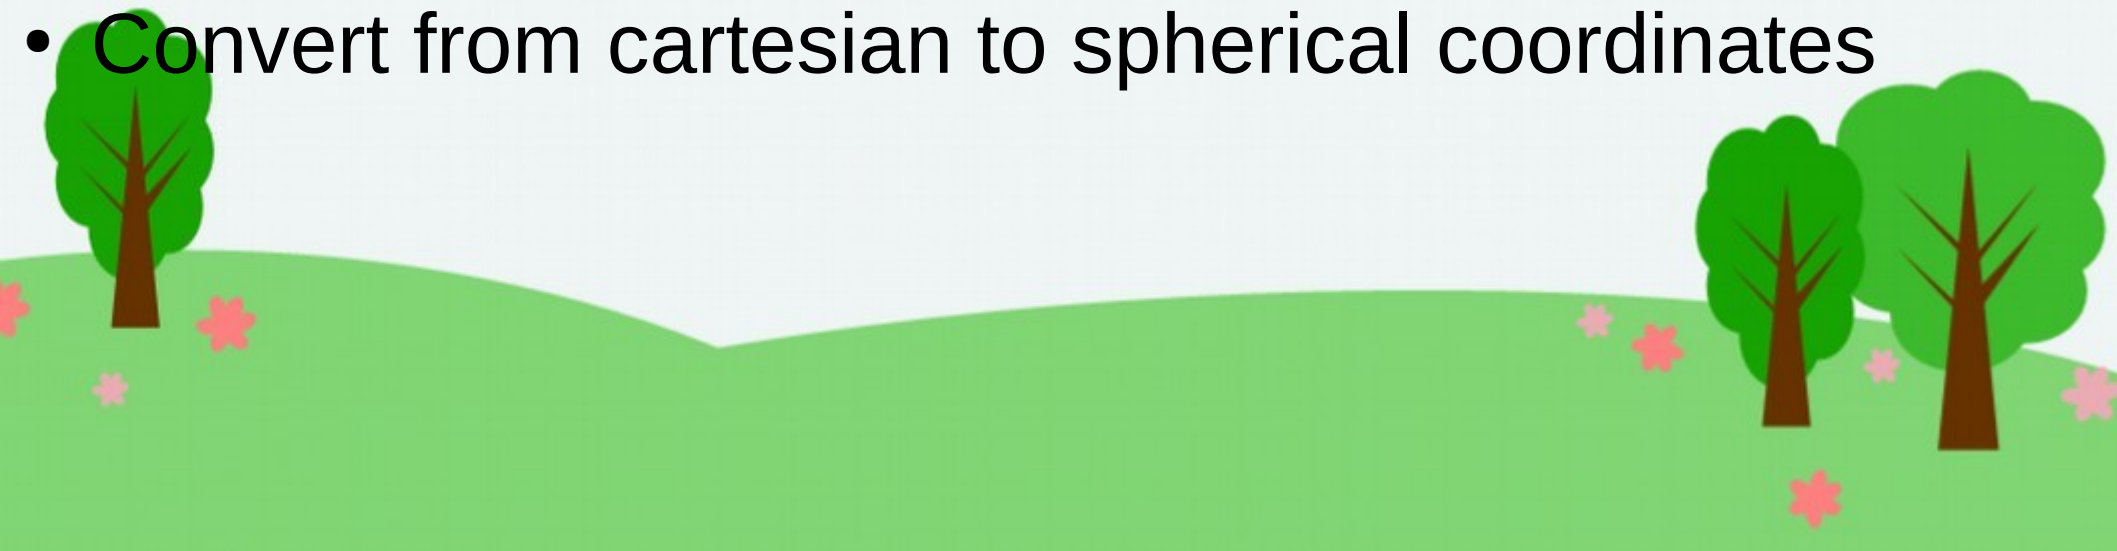 • Convert from cartesian to spherical coordinates